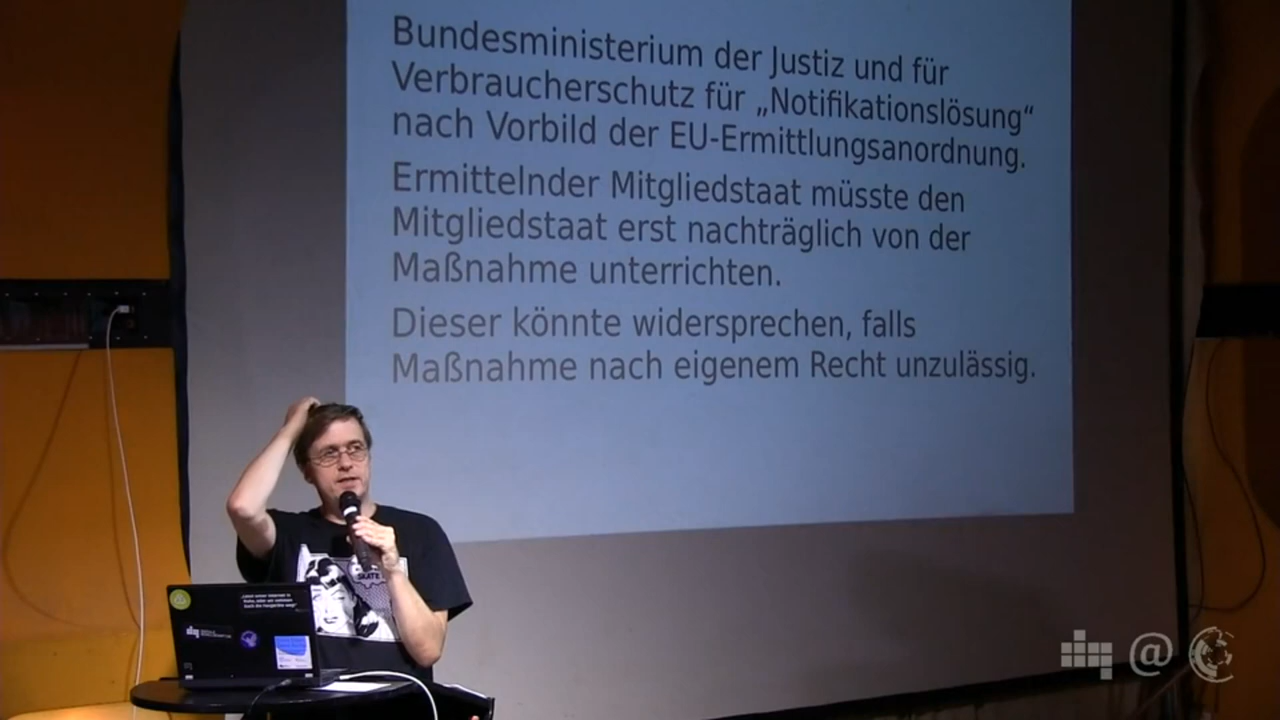 Bundesministerium der Justiz und für
Verbraucherschutz für „Notifikationslösung“
nach Vorbild der EU-Ermittlungsanordnung.
Ermittelnder Mitgliedstaat müsste den
Mitgliedstaat erst nachträglich von der
Maßnahme unterrichten.
Dieser könnte widersprechen, falls
Maßnahme nach eigenem Recht unzulässig.
SKATE
@